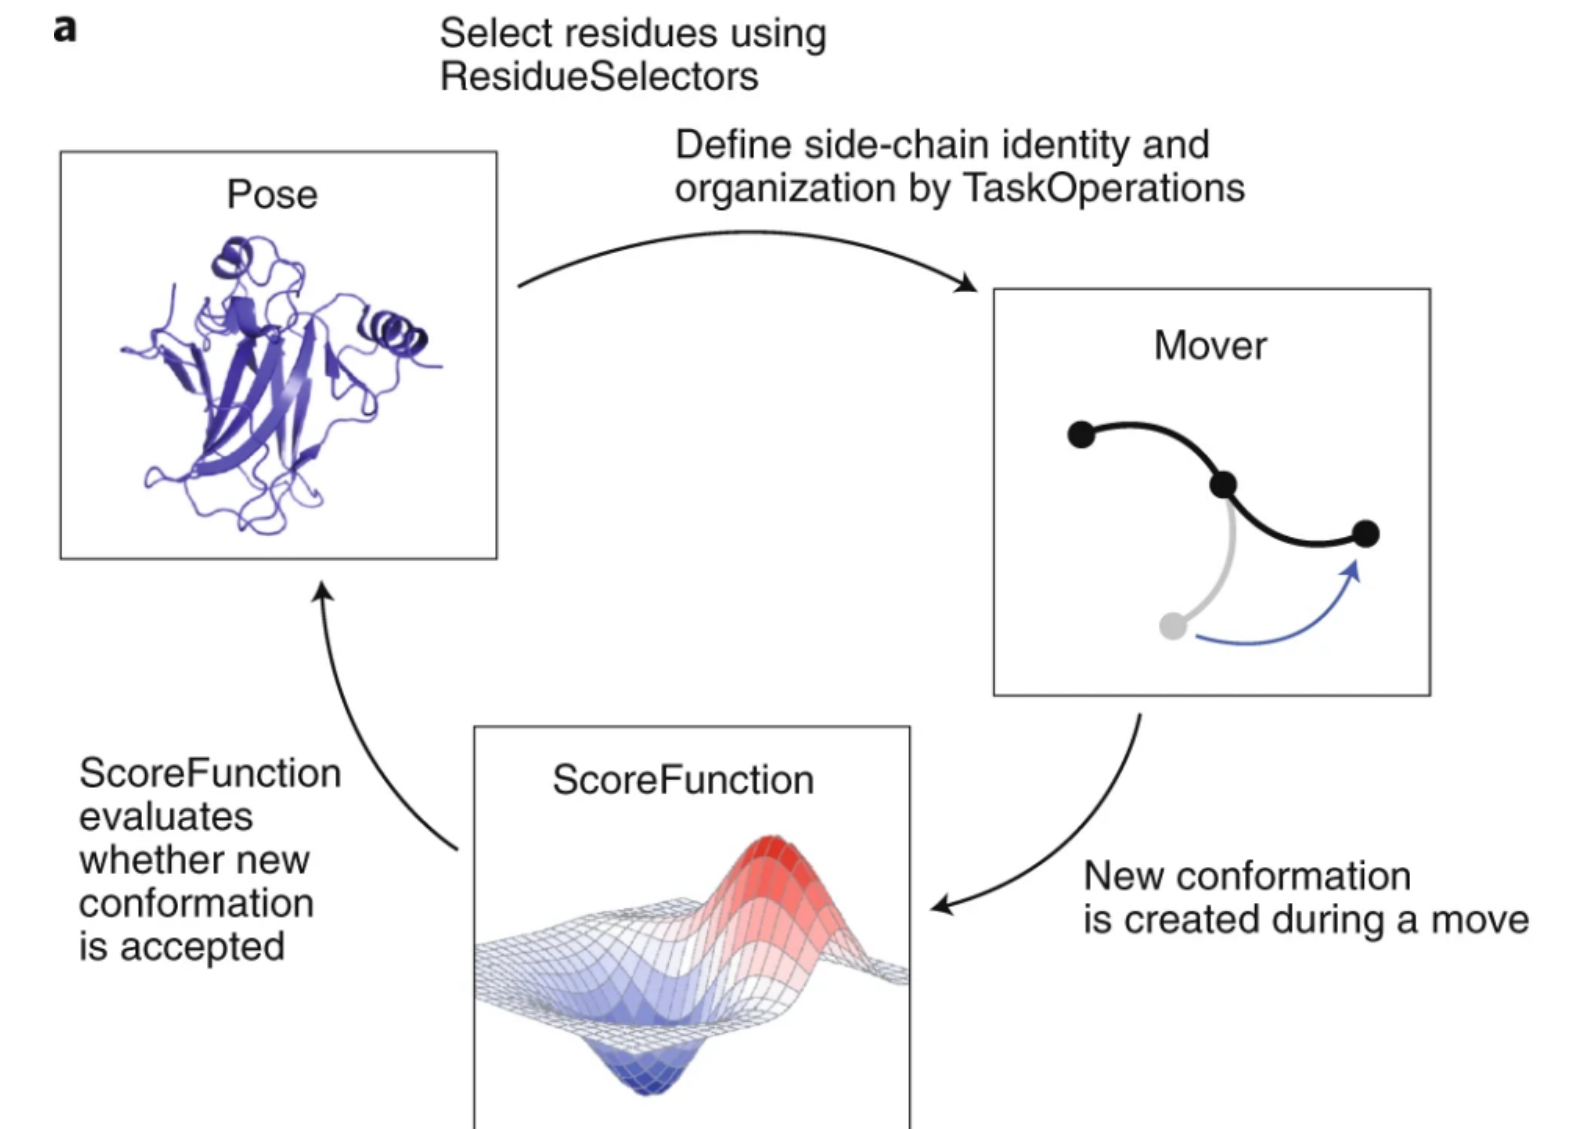 a
Select residues using
ResidueSelectors
Define side-chain identity and
organization by TaskOperations
Pose
Mover
ScoreFunction
evaluates
whether new
conformation
is accepted
ScoreFunction
New conformation
is created during a move